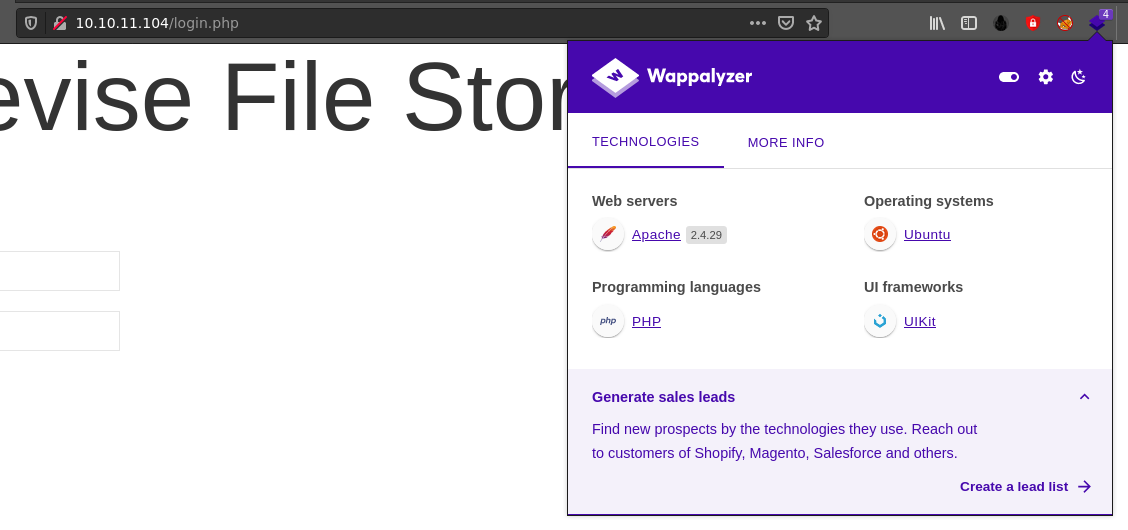 10.10.11.104/login.php
4
evise File Stor
W Wappalyzer
TECHNOLOGIES MORE INFO
Web servers Operating systems
Apache 2.4.29 Ubuntu
Programming languages UI frameworks
php PHP UIKit
Generate sales leads
Find new prospects by the technologies they use. Reach out
to customers of Shopify, Magento, Salesforce and others.
Create a lead list